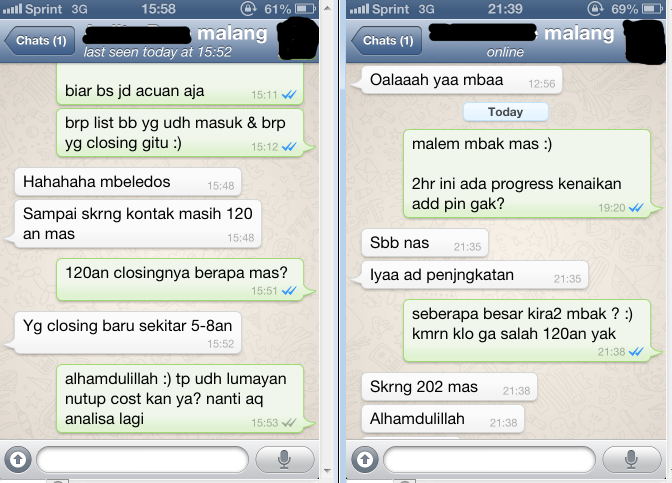 Sprint 3G 15:58 61%
Chats (1)
malang
last seen today at 15:52
biar bs jd acuan aja
15:11
brp list bb yg udh masuk & brp
yg closing gitu :)
15:12
Hahahaha mbeledos
15:48
Sampai skrng kontak masih 120
an mas
15:48
120an closingnya berapa mas?
15:51
Yg closing baru sekitar 5-8an
15:52
alhamdulillah :) tp udh lumayan
nutup cost kan ya? nanti aq
analisa lagi
15:53
Sprint 3G 21:39 69%
Chats (1)
malang
online
Oalaaah yaa mbaa
12:56
Today
malem mbak mas :)
2hr ini ada progress kenaikan
add pin gak?
19:20
Sbb nas
21:35
Iyaa ad penjngkatan
21:35
seberapa besar kira2 mbak ? :)
kmrn klo ga salah 120an yak
21:38
Skrng 202 mas
21:38
Alhamdulillah
21:38